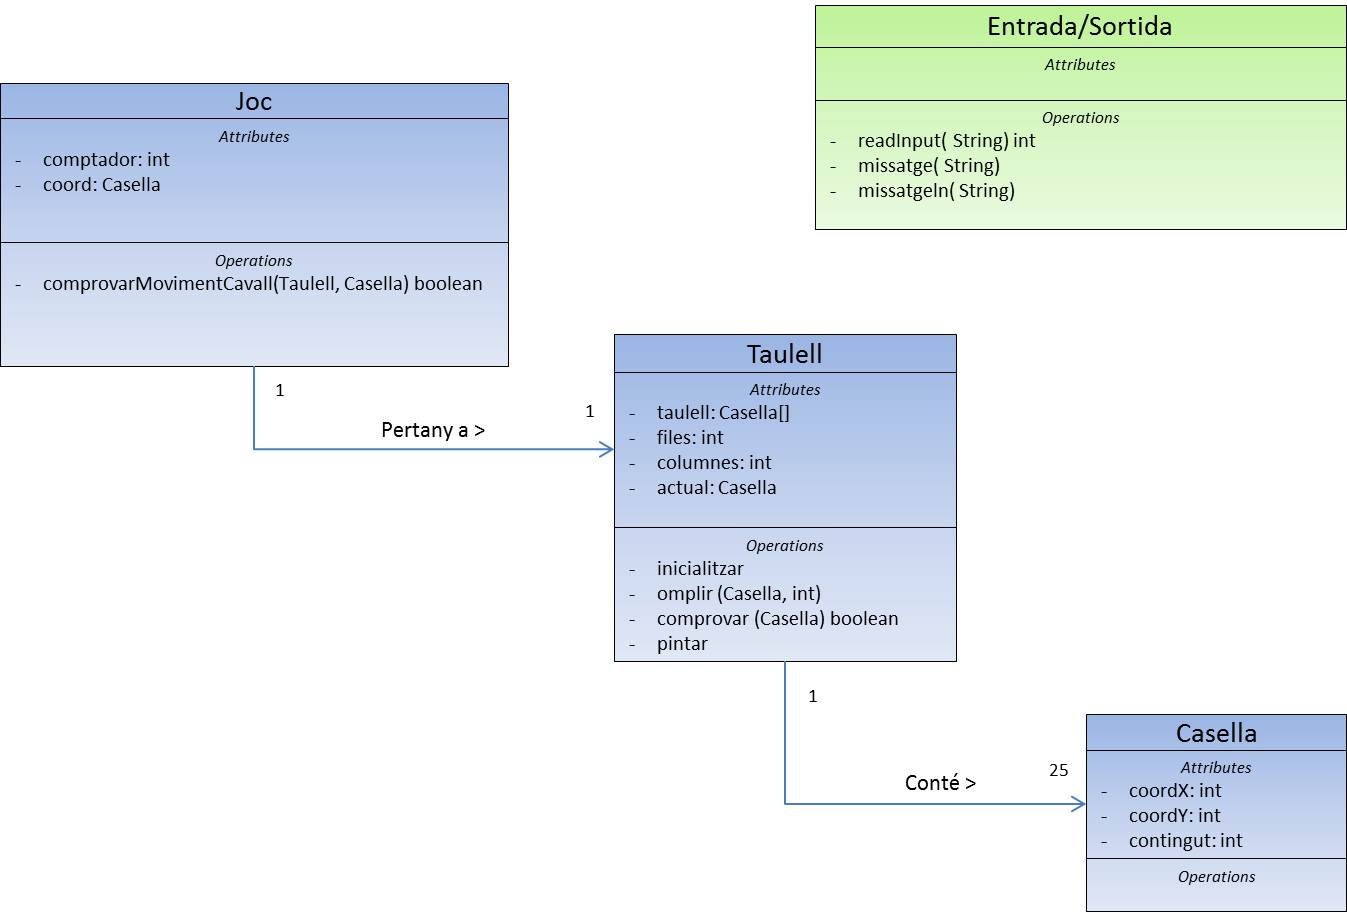 Entrada/Sortida
Attributes
Operations
- readInput( String) int
- missatge( String)
- missatgeln( String)
Joc
Attributes
- comptador: int
- coord: Casella
Operations
- comprovarMovimentCavall(Taulell, Casella) boolean
1
Pertany a >
1
Taulell
Attributes
- taulell: Casella[]
- files: int
- columnes: int
- actual: Casella
Operations
- inicialitzar
- omplir (Casella, int)
- comprovar (Casella) boolean
- pintar
1
Conté >
25
Casella
Attributes
- coordX: int
- coordY: int
- contingut: int
Operations